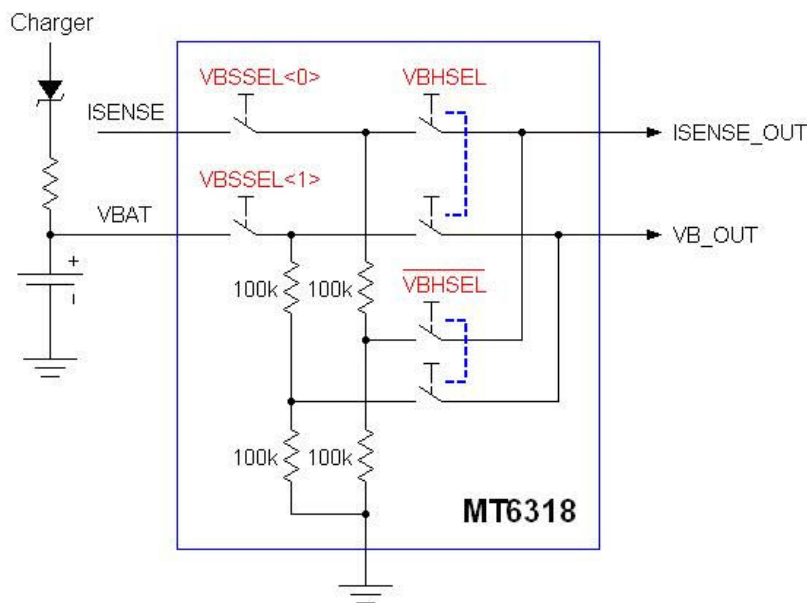 Charger
VBSSEL<0> VBHSEL
ISENSE ISENSE_OUT
VBSSEL<1>
VBAT VB_OUT
+
-
100k 100k VBHSEL
100k 100k
MT6318